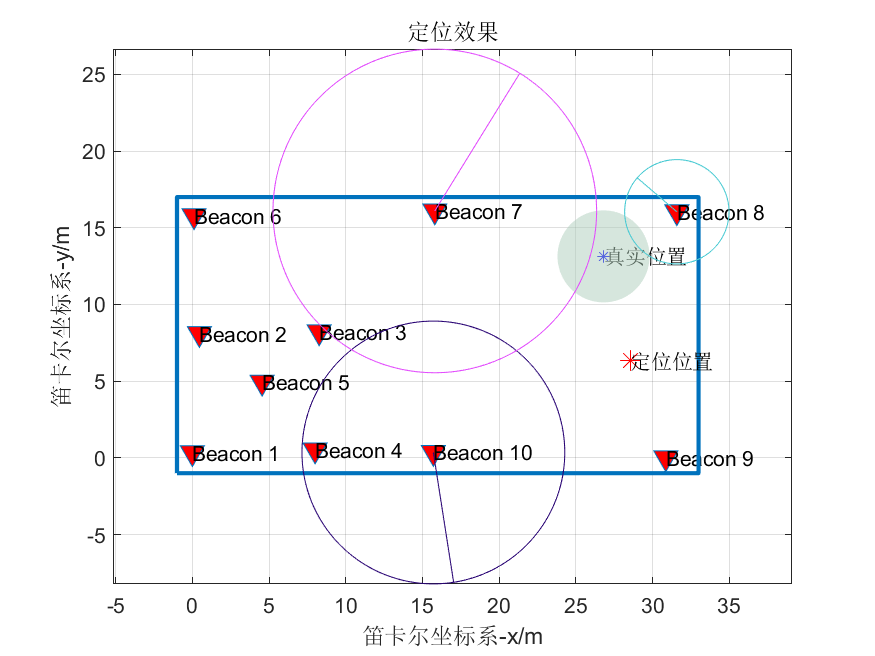 定位效果
25
20
15
10
5
0
-5
笛卡尔坐标系-y/m
Beacon 6
Beacon 7
Beacon 8
真实位置
Beacon 2
Beacon 3
定位位置
Beacon 5
Beacon 1
Beacon 4
Beacon 10
Beacon 9
-5 0 5 10 15 20 25 30 35
笛卡尔坐标系-x/m